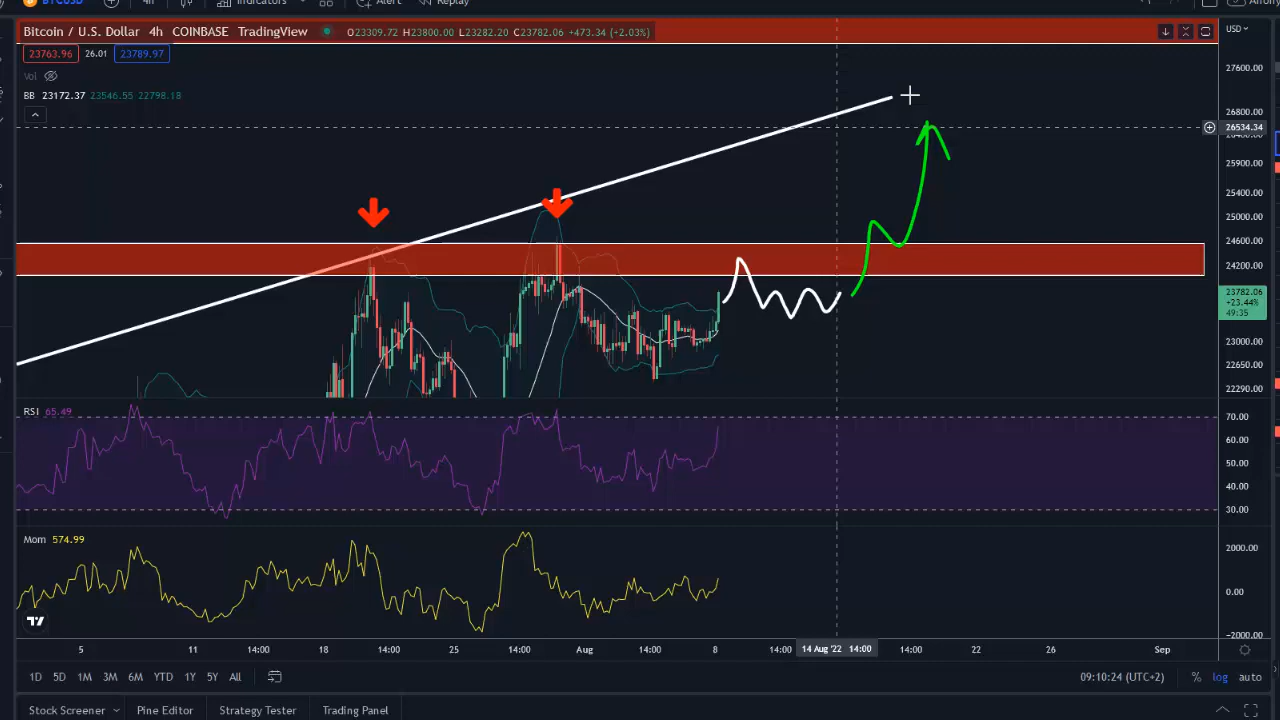 BTCUSD 4h Indicators Alert Replay
Bitcoin / U.S. Dollar 4h COINBASE TradingView O23309.72 H23800.00 L23282.20 C23782.06 +473.34 (+2.03%) USD
23763.96 26.01 23789.97
27600.00
Vol
BB 23172.37 23546.55 22798.18
26800.00
26534.34
25900.00
25400.00
25000.00
24600.00
24200.00
23782.06
+23.44%
49:35
23000.00
22650.00
22290.00
RSI 65.49
70.00
60.00
50.00
40.00
30.00
Mom 574.99
2000.00
0.00
-2000.00
5 11 14:00 18 14:00 25 14:00 Aug 14:00 8 14:00 14 Aug '22 14:00 14:00 22 26 Sep
1D 5D 1M 3M 6M YTD 1Y 5Y All 09:10:24 (UTC+2) % log auto
Stock Screener Pine Editor Strategy Tester Trading Panel